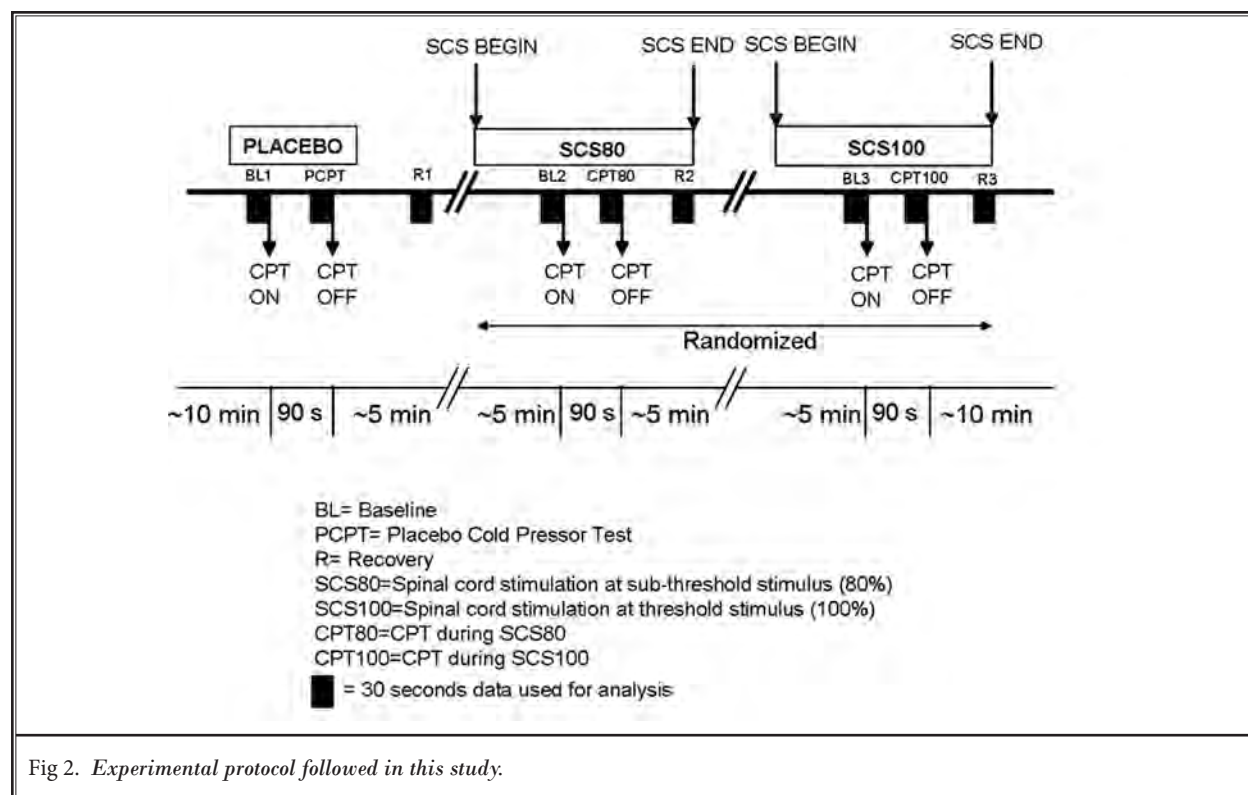 SCS BEGIN SCS END SCS BEGIN SCS END
PLACEBO SCS80 SCS100
BL1 PCPT R1 BL2 CPT80 R2 BL3 CPT100 R3
CPT ON CPT OFF CPT ON CPT OFF CPT ON CPT OFF
Randomized
~10 min 90 s ~5 min ~5 min 90 s ~5 min ~5 min 90 s ~10 min
BL= Baseline
PCPT= Placebo Cold Pressor Test
R= Recovery
SCS80=Spinal cord stimulation at sub-threshold stimulus (80%)
SCS100=Spinal cord stimulation at threshold stimulus (100%)
CPT80=CPT during SCS80
CPT100=CPT during SCS100
= 30 seconds data used for analysis
Fig 2. Experimental protocol followed in this study.